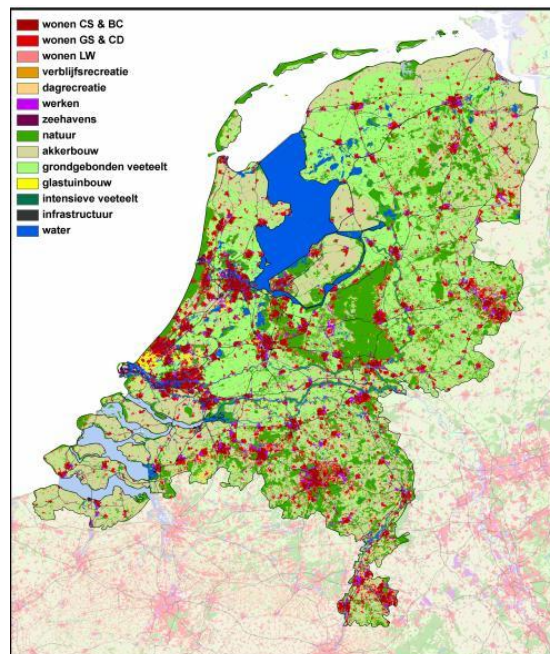 wonen CS & BC
wonen GS & CD
wonen LW
verblijfsrecreatie
dagrecreatie
werken
zeehavens
natuur
akkerbouw
grondgebonden veeteelt
glastuinbouw
intensieve veeteelt
infrastructuur
water